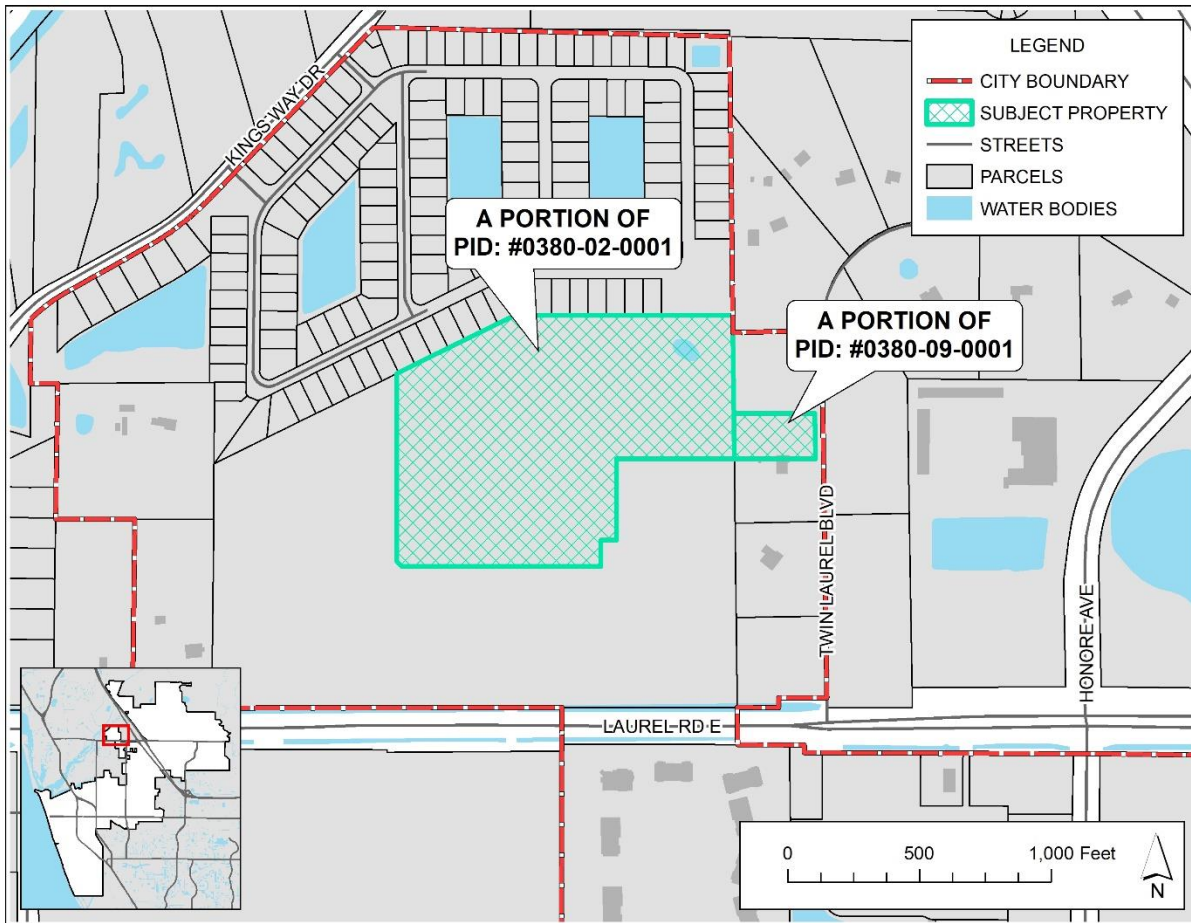 LEGEND
CITY BOUNDARY
SUBJECT PROPERTY
STREETS
PARCELS
WATER BODIES
KINGS WAY DR
A PORTION OF
PID: #0380-02-0001
A PORTION OF
PID: #0380-09-0001
TWIN LAUREL BLVD
HONORE AVE
LAUREL RD E
0 500 1,000 Feet
N